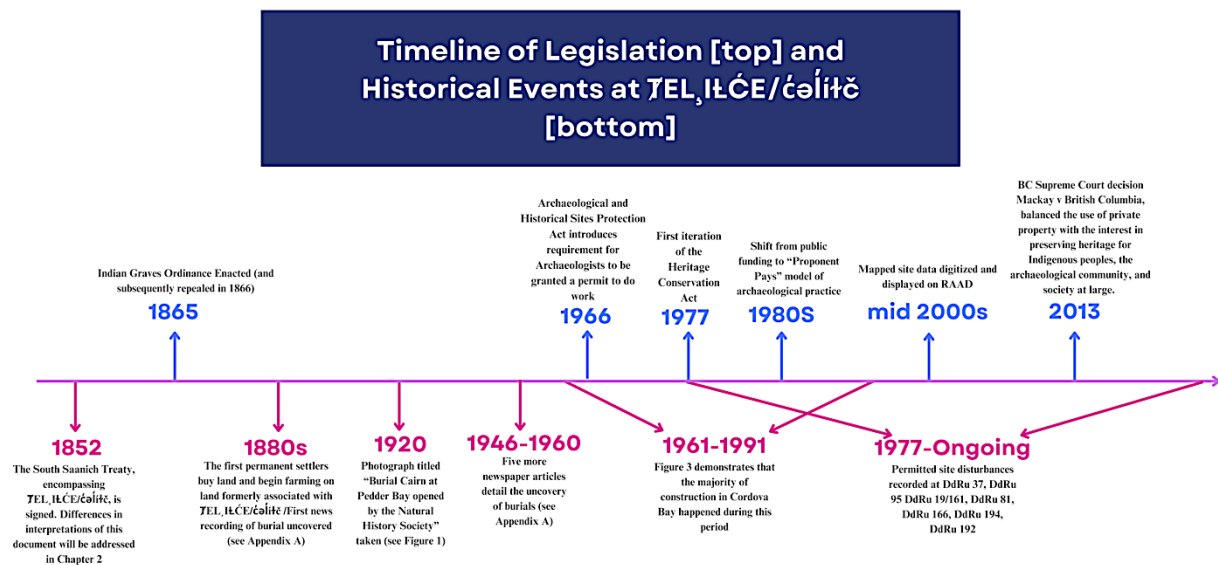 Timeline of Legislation [top] and
Historical Events at ȾEL¸IȽĆE/c̓əl̓íɫč
[bottom]
Indian Graves Ordinance Enacted (and
subsequently repealed in 1866)
1865
Archaeological and
Historical Sites Protection
Act introduces
requirement for
Archaeologists to be
granted a permit to do
work
1966
First iteration
of the
Heritage
Conservation
Act
1977
Shift from public
funding to “Proponent
Pays” model of
archaeological practice
1980S
Mapped site data digitized and
displayed on RAAD
mid 2000s
BC Supreme Court decision
Mackay v British Columbia,
balanced the use of private
property with the interest in
preserving heritage for
Indigenous peoples, the
archaeological community, and
society at large.
2013
1852
The South Saanich Treaty,
encompassing
ȾEL¸IȽĆE/c̓əl̓íɫč, is
signed. Differences in
interpretations of this
document will be addressed
in Chapter 2
1880s
The first permanent settlers
buy land and begin farming on
land formerly associated with
ȾEL¸IȽĆE/c̓əl̓íɫč /First news
recording of burial uncovered
(see Appendix A)
1920
Photograph titled
“Burial Cairn at
Pedder Bay opened
by the Natural
History Society”
taken (see Figure 1)
1946-1960
Five more
newspaper articles
detail the uncovery
of burials (see
Appendix A)
1961-1991
Figure 3 demonstrates that
the majority of
construction in Cordova
Bay happened during this
period
1977-Ongoing
Permitted site disturbances
recorded at DdRu 37, DdRu
95 DdRu 19/161, DdRu 81,
DdRu 166, DdRu 194,
DdRu 192